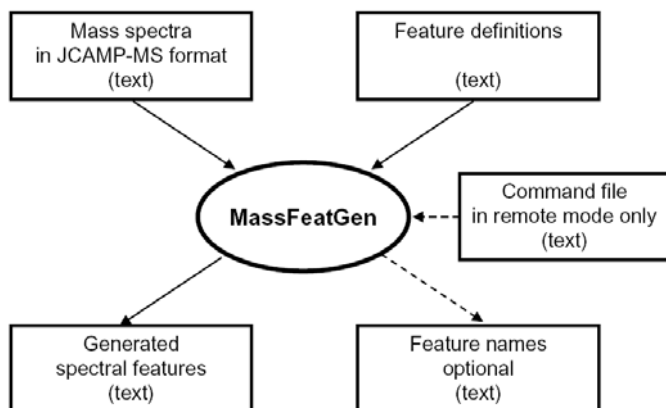 Mass spectra
in JCAMP-MS format
(text)
Feature definitions
(text)
MassFeatGen
Command file
in remote mode only
(text)
Generated
spectral features
(text)
Feature names
optional
(text)